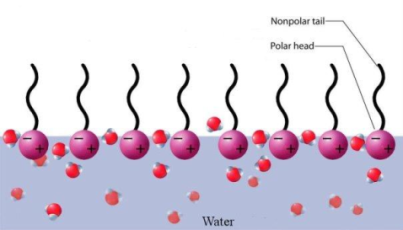 Nonpolar tail
Polar head
− +
− +
− +
− +
− +
− +
− +
− +
Water